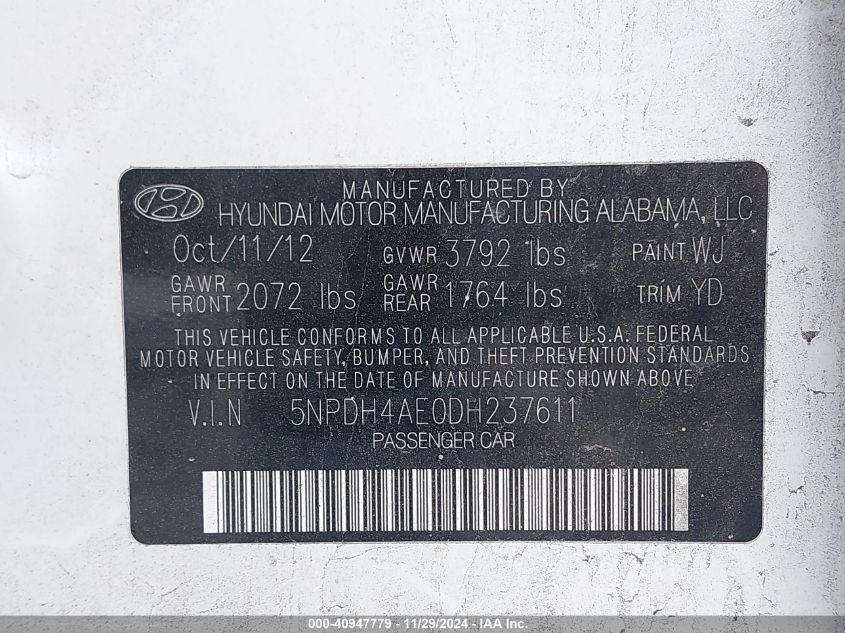 MANUFACTURED BY
HYUNDAI MOTOR MANUFACTURING ALABAMA, LLC
Oct/11/12 GVWR 3792 lbs PAINT WJ
GAWR FRONT 2072 lbs GAWR REAR 1764 lbs TRIM YD
THIS VEHICLE CONFORMS TO ALL APPLICABLE U.S.A. FEDERAL
MOTOR VEHICLE SAFETY, BUMPER, AND THEFT PREVENTION STANDARDS
IN EFFECT ON THE DATE OF MANUFACTURE SHOWN ABOVE
V.I.N 5NPDH4AE0DH237611
PASSENGER CAR
000-40947779 - 11/29/2024 - IAA Inc.